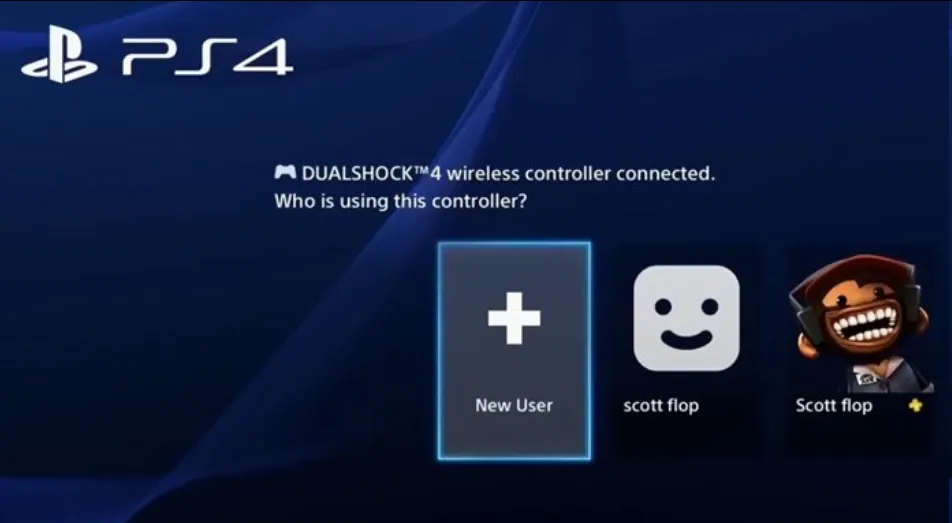 PS4
DUALSHOCK™4 wireless controller connected.
Who is using this controller?
New User
scott flop
Scott flop